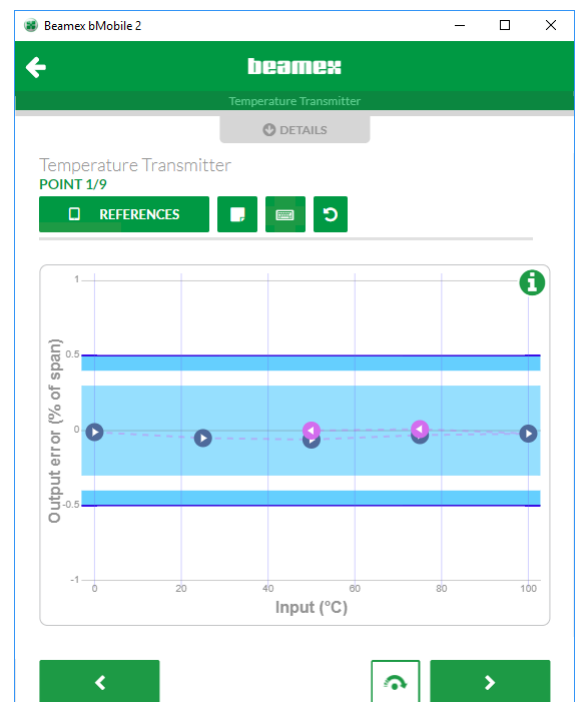 Beamex bMobile 2
beamex
Temperature Transmitter
DETAILS
Temperature Transmitter
POINT 1/9
REFERENCES
1
0.5
0
-0.5
-1
Output error (% of span)
0 20 40 60 80 100
Input (°C)